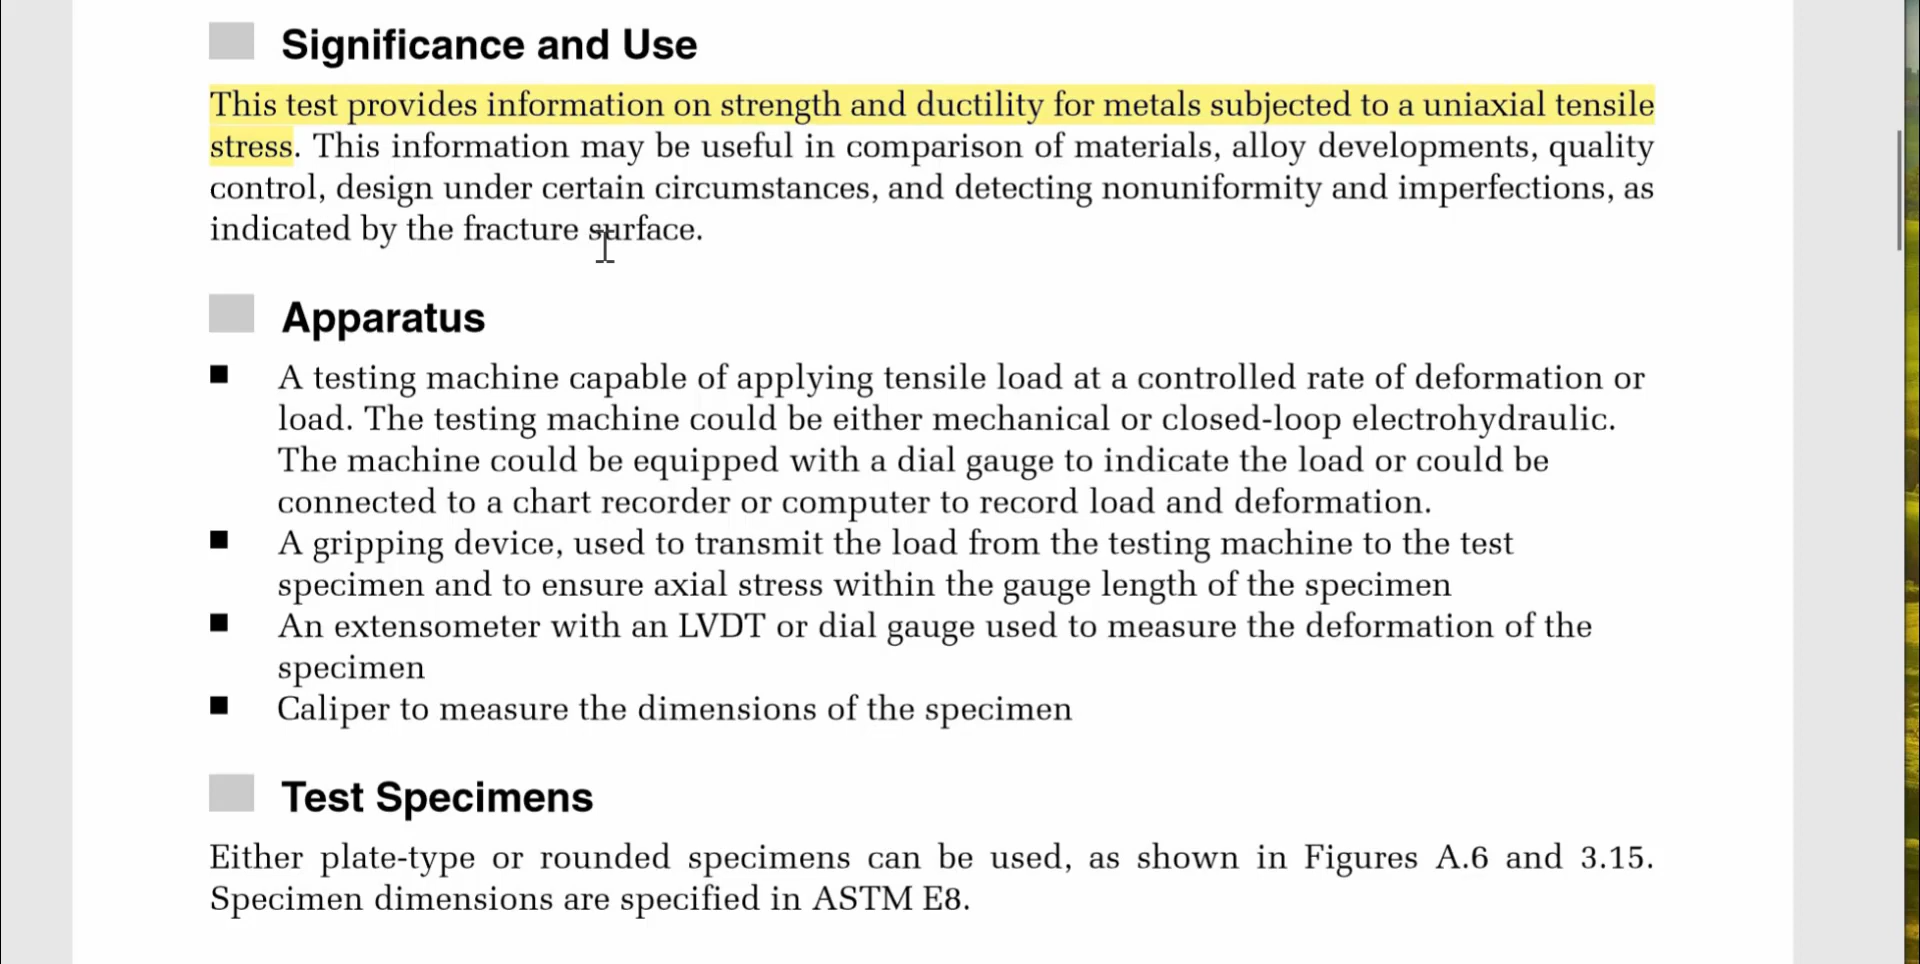 Significance and Use
This test provides information on strength and ductility for metals subjected to a uniaxial tensile
stress. This information may be useful in comparison of materials, alloy developments, quality
control, design under certain circumstances, and detecting nonuniformity and imperfections, as
indicated by the fracture surface.
Apparatus
■ A testing machine capable of applying tensile load at a controlled rate of deformation or
load. The testing machine could be either mechanical or closed-loop electrohydraulic.
The machine could be equipped with a dial gauge to indicate the load or could be
connected to a chart recorder or computer to record load and deformation.
■ A gripping device, used to transmit the load from the testing machine to the test
specimen and to ensure axial stress within the gauge length of the specimen
■ An extensometer with an LVDT or dial gauge used to measure the deformation of the
specimen
■ Caliper to measure the dimensions of the specimen
Test Specimens
Either plate-type or rounded specimens can be used, as shown in Figures A.6 and 3.15.
Specimen dimensions are specified in ASTM E8.